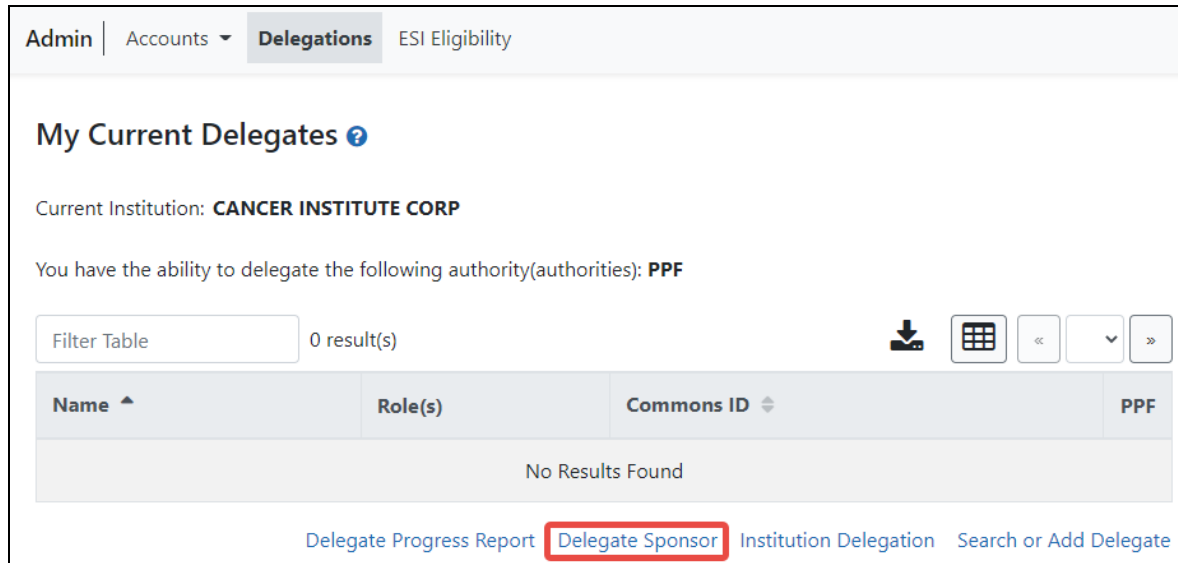 Admin Accounts Delegations ESI Eligibility
My Current Delegates ?
Current Institution: CANCER INSTITUTE CORP
You have the ability to delegate the following authority(authorities): PPF
Filter Table 0 result(s) « »
Name Role(s) Commons ID PPF
No Results Found
Delegate Progress Report Delegate Sponsor Institution Delegation Search or Add Delegate